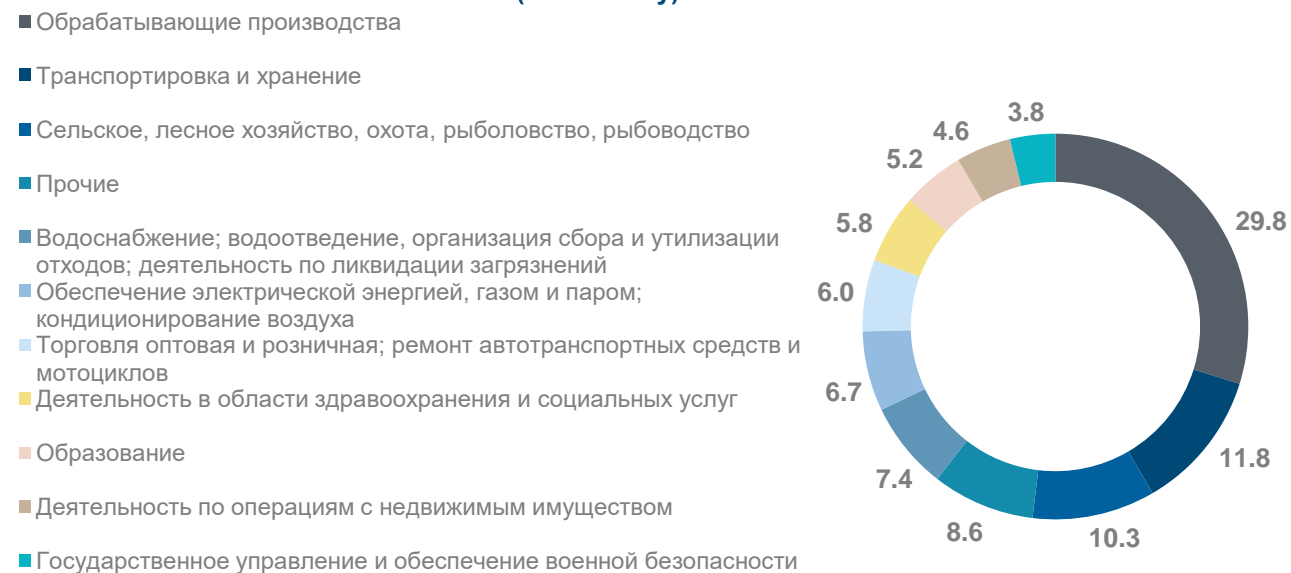 Обрабатывающие производства
Транспортировка и хранение
Сельское, лесное хозяйство, охота, рыболовство, рыбоводство
Прочие
Водоснабжение; водоотведение, организация сбора и утилизации
отходов; деятельность по ликвидации загрязнений
Обеспечение электрической энергией, газом и паром;
кондиционирование воздуха
Торговля оптовая и розничная; ремонт автотранспортных средств и
мотоциклов
Деятельность в области здравоохранения и социальных услуг
Образование
Деятельность по операциям с недвижимым имуществом
Государственное управление и обеспечение военной безопасности
3.8
4.6
5.2
5.8
6.0
6.7
7.4
8.6
10.3
11.8
29.8